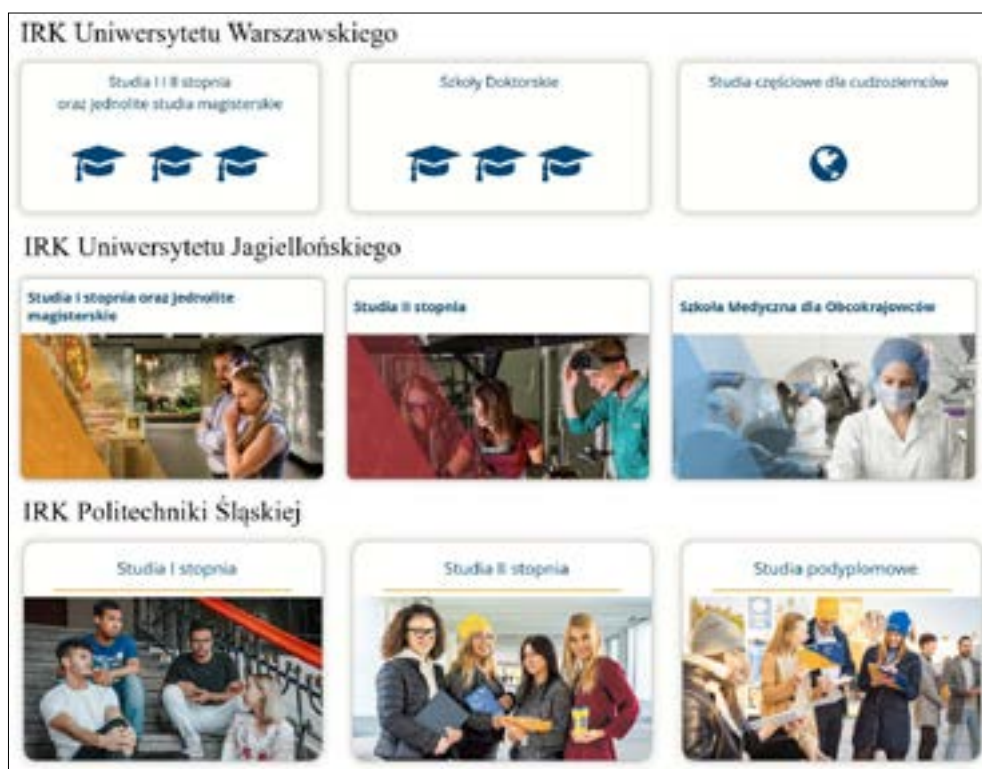 IRK Uniwersytetu Warszawskiego
Studia I i II stopnia
oraz jednolite studia magisterskie
Szkoły Doktorskie
Studia częściowe dla cudzoziemców
IRK Uniwersytetu Jagiellońskiego
Studia I stopnia oraz jednolite
magisterskie
Studia II stopnia
Szkoła Medyczna dla Obcokrajowców
IRK Politechniki Śląskiej
Studia I stopnia
Studia II stopnia
Studia podyplomowe